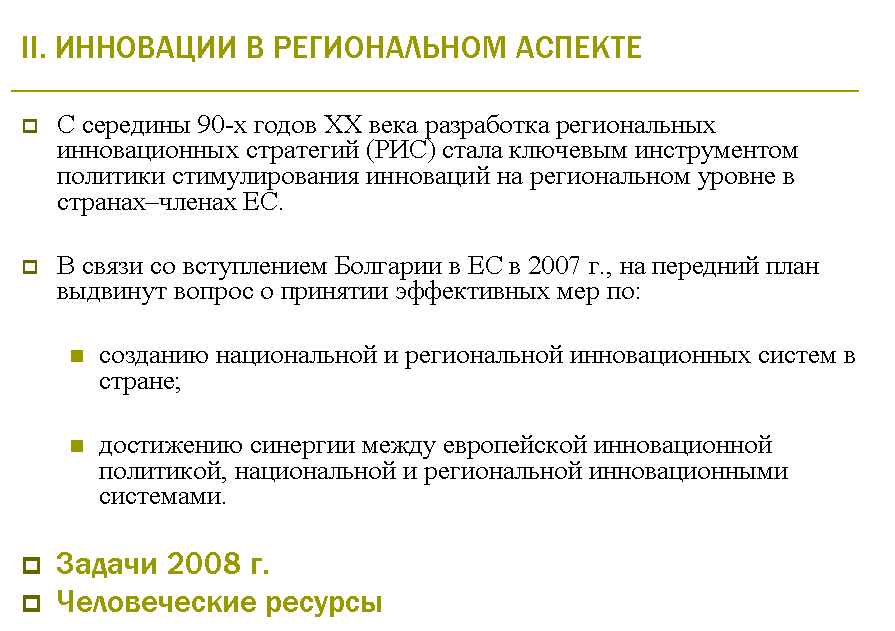 II. ИННОВАЦИИ В РЕГИОНАЛЬНОМ АСПЕКТЕ
С середины 90-х годов XX века разработка региональных
инновационных стратегий (РИС) стала ключевым инструментом
политики стимулирования инноваций на региональном уровне в
странах–членах ЕС.
В связи со вступлением Болгарии в ЕС в 2007 г., на передний план
выдвинут вопрос о принятии эффективных мер по:
созданию национальной и региональной инновационных систем в
стране;
достижению синергии между европейской инновационной
политикой, национальной и региональной инновационными
системами.
Задачи 2008 г.
Человеческие ресурсы